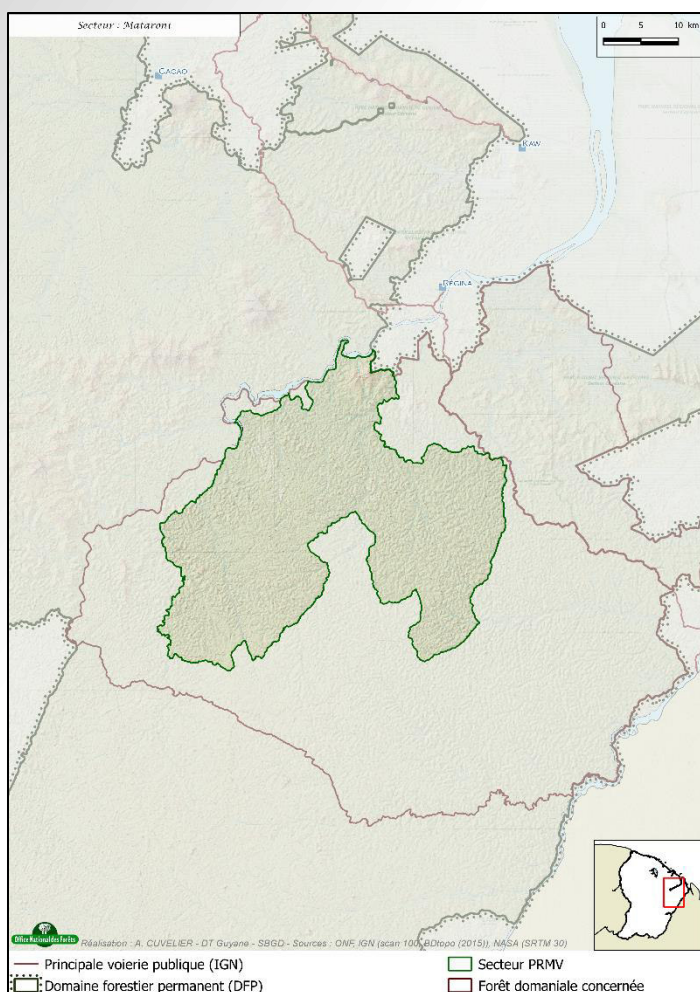 Secteur : Mataroni
0 5 10 km
CACAO
KAW
RÉGINA
Office National des Forêts
Réalisation : A. CUVELIER - DT Guyane - SBGD - Sources : ONF, IGN (scan 100, BDtopo (2015)), NASA (SRTM 30)
Principale voierie publique (IGN)
Secteur PRMV
Domaine forestier permanent (DFP)
Forêt domaniale concernée